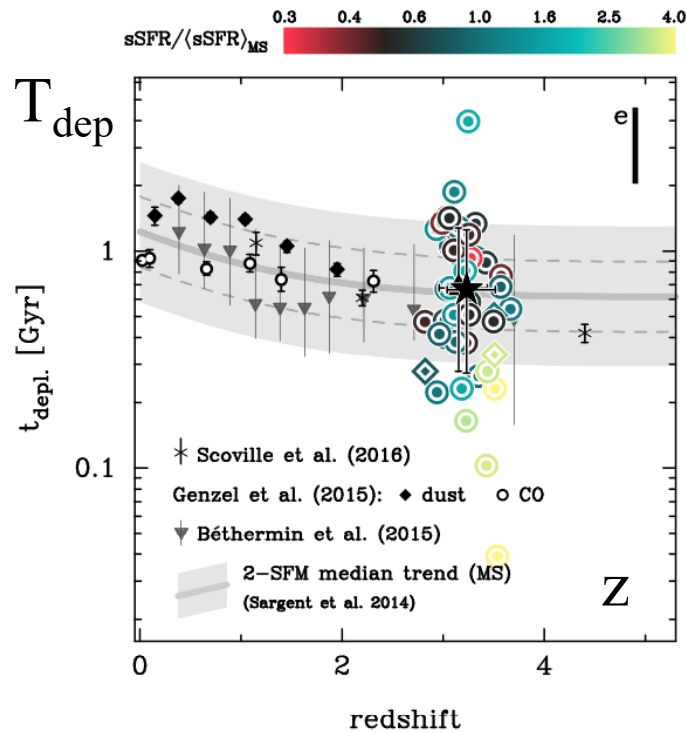 sSFR/⟨sSFR⟩MS
0.3 0.4 0.6 1.0 1.6 2.5 4.0
Tdep
e
1
tdepl. [Gyr]
Scoville et al. (2016)
0.1
Genzel et al. (2015): dust CO
Béthermin et al. (2015)
2-SFM median trend (MS)
(Sargent et al. 2014)
z
0 2 4
redshift